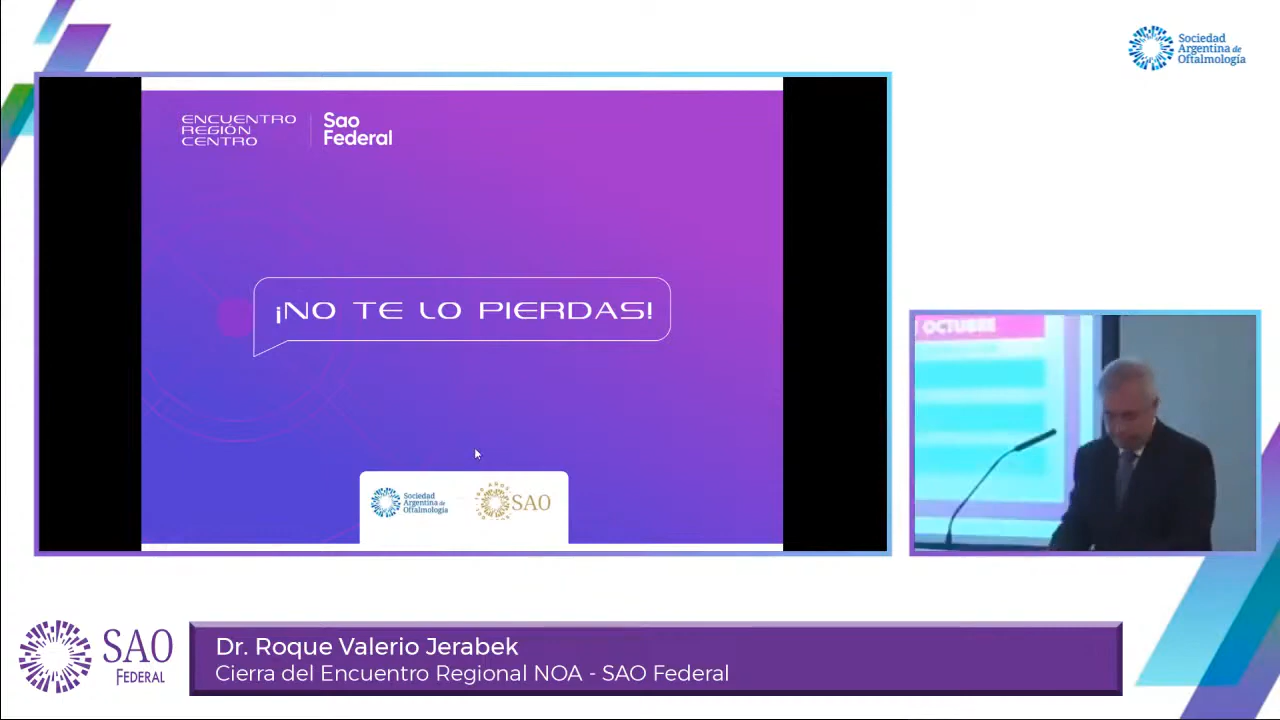 Sociedad
Argentina de
Oftalmología
ENCUENTRO
REGIÓN
CENTRO
Sao
Federal
¡NO TE LO PIERDAS!
Sociedad
Argentina de
Oftalmología
SAO
OCTUBRE
SAO
FEDERAL
Dr. Roque Valerio Jerabek
Cierra del Encuentro Regional NOA - SAO Federal